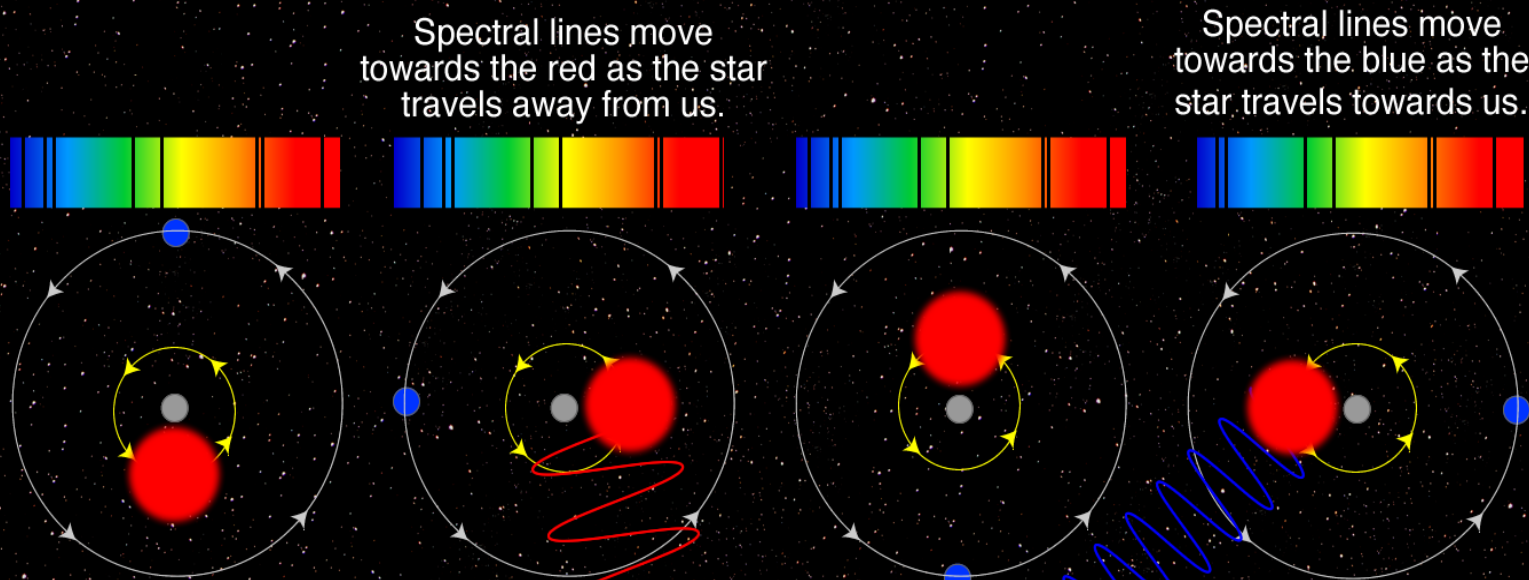 Spectral lines move
towards the red as the star
travels away from us.
Spectral lines move
towards the blue as the
star travels towards us.